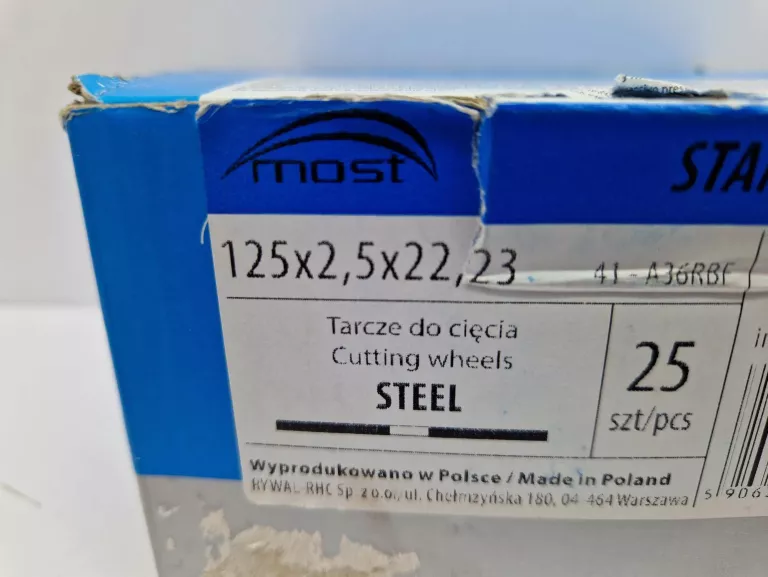 most
STA
125x2,5x22,23 41 - A36RBF
Tarcze do cięcia
Cutting wheels
STEEL
25
szt/pcs
Wyprodukowano w Polsce / Made in Poland
RYWAL-RHC Sp. z o.o., ul. Chełmżyńska 180, 04-464 Warszawa